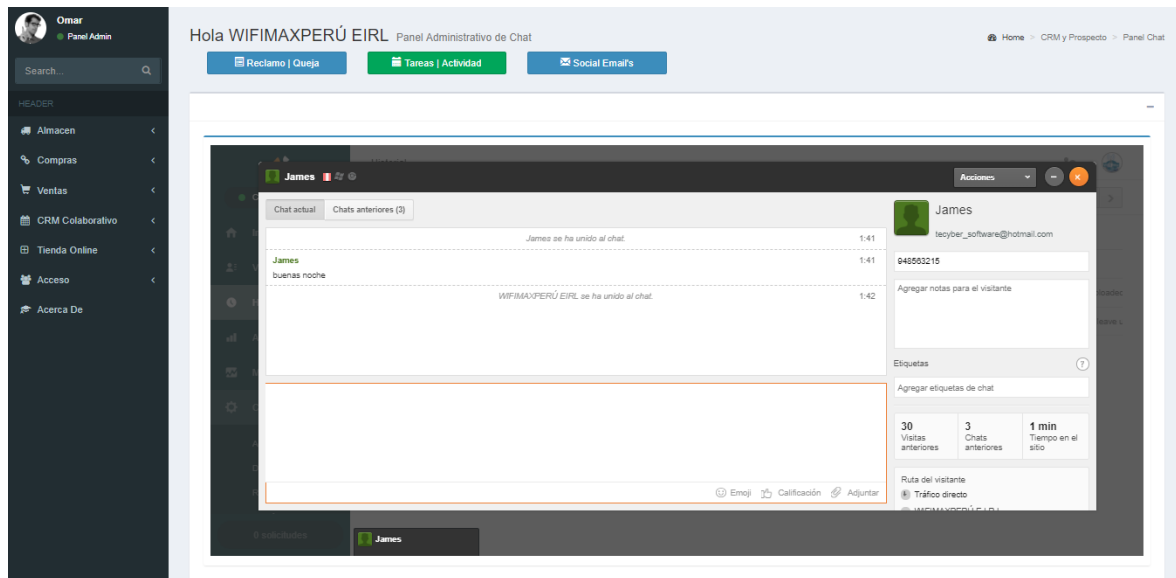 Omar
Panel Admin
Search...
HEADER
Almacen
Compras
Ventas
CRM Colaborativo
Tienda Online
Acceso
Acerca De
Hola WIFIMAXPERÚ EIRL Panel Administrativo de Chat
Home > CRM y Prospecto > Panel Chat
Reclamo | Queja
Tareas | Actividad
Social Email's
James
Acciones
Chat actual
Chats anteriores (3)
James se ha unido al chat. 1:41
James 1:41
buenas noche
WIFIMAXPERÚ EIRL se ha unido al chat. 1:42
Emoji
Calificación
Adjuntar
James
tecyber_software@hotmail.com
948563215
Agregar notas para el visitante
Etiquetas
?
Agregar etiquetas de chat
30
Visitas
anteriores
3
Chats
anteriores
1 min
Tiempo en el
sitio
Ruta del visitante
Tráfico directo
0 solicitudes
James